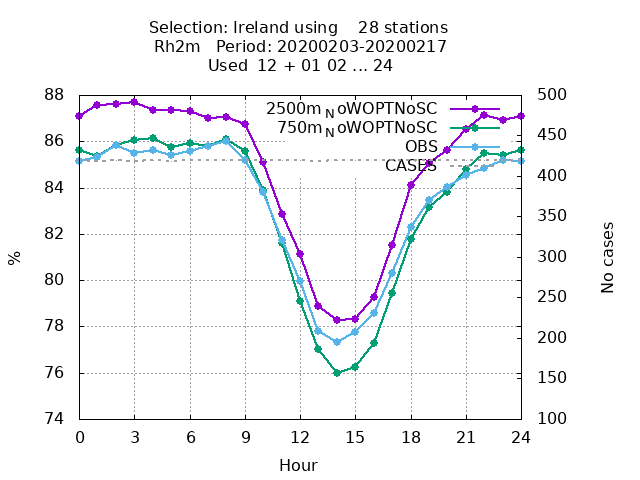 Selection: Ireland using    28 stations
Rh2m   Period: 20200203-20200217
Used  12 + 01 02 ... 24
2500m_NoWOPTNoSC
750m_NoWOPTNoSC
OBS
CASES
88
86
84
82
80
78
76
74
%
500
450
400
350
300
250
200
150
100
No cases
0 3 6 9 12 15 18 21 24
Hour